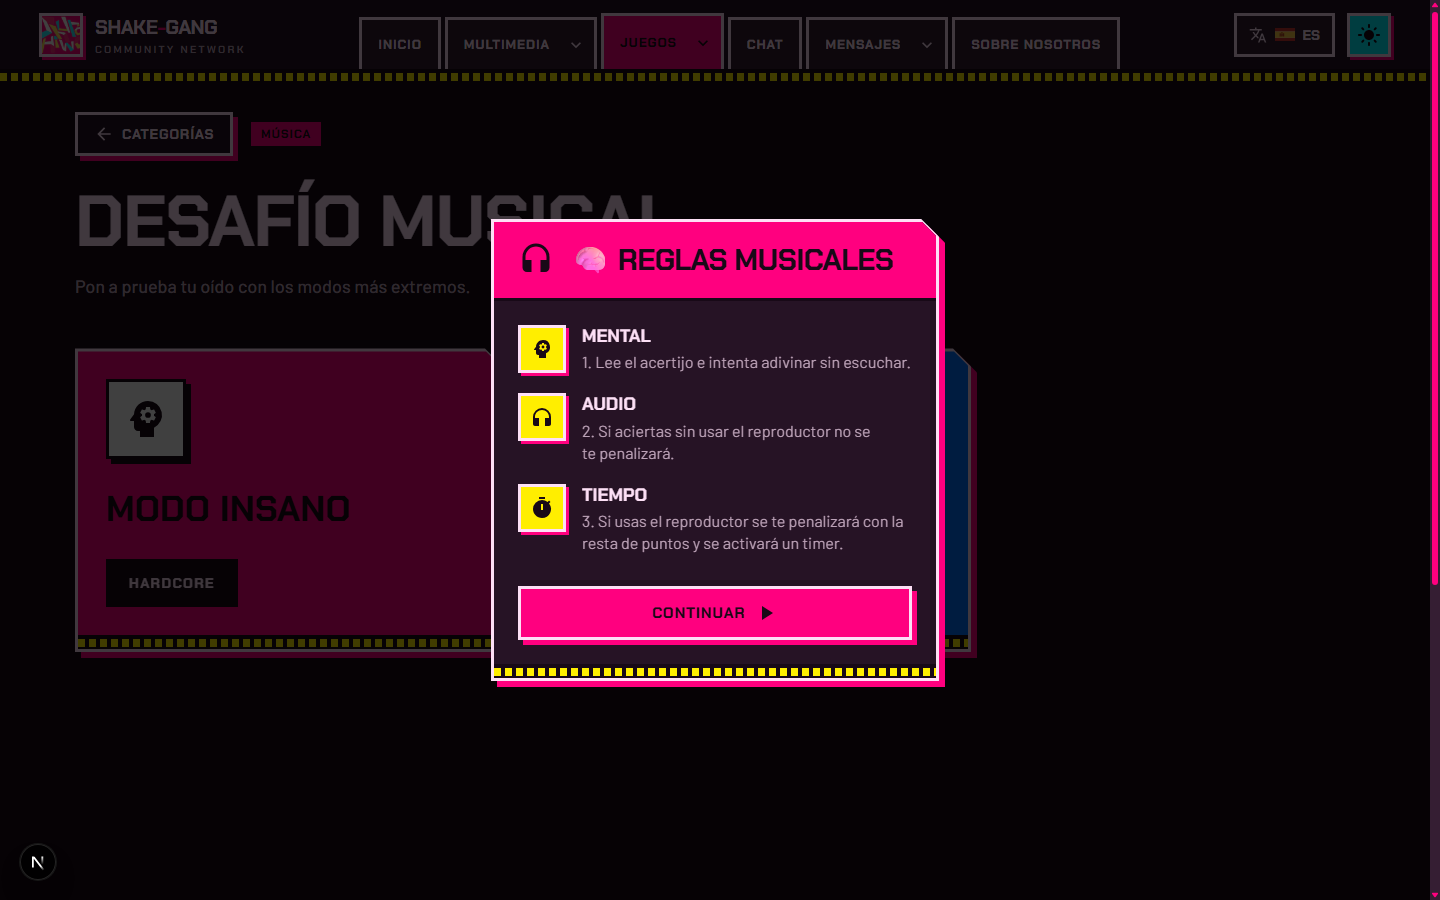 SHAKE-GANG
COMMUNITY NETWORK
INICIO
MULTIMEDIA
JUEGOS
CHAT
MENSAJES
SOBRE NOSOTROS
ES
CATEGORÍAS
MÚSICA
DESAFÍO MUSICAL
Pon a prueba tu oído con los modos más extremos.
MODO INSANO
HARDCORE
REGLAS MUSICALES
MENTAL
1. Lee el acertijo e intenta adivinar sin escuchar.
AUDIO
2. Si aciertas sin usar el reproductor no se
te penalizará.
TIEMPO
3. Si usas el reproductor se te penalizará con la
resta de puntos y se activará un timer.
CONTINUAR
N